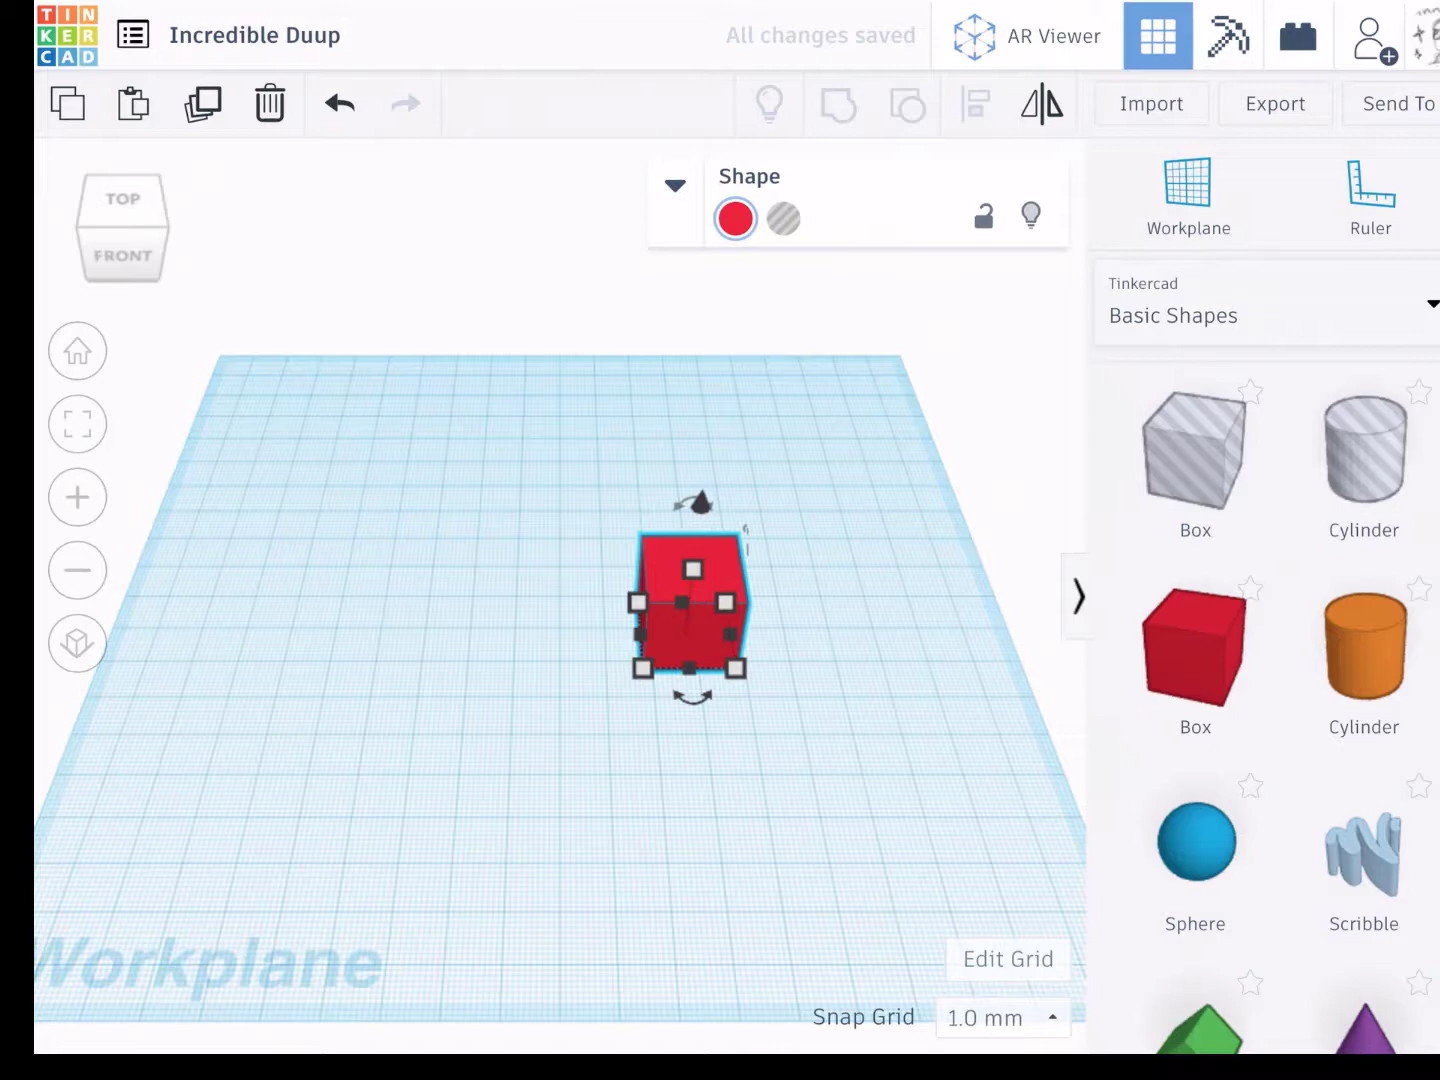 TIN
KER
CAD
Incredible Duup
All changes saved
AR Viewer
Import
Export
Send To
TOP
FRONT
Shape
Workplane
Ruler
Tinkercad
Basic Shapes
Box
Cylinder
Box
Cylinder
Sphere
Scribble
Workplane
Edit Grid
Snap Grid
1.0 mm